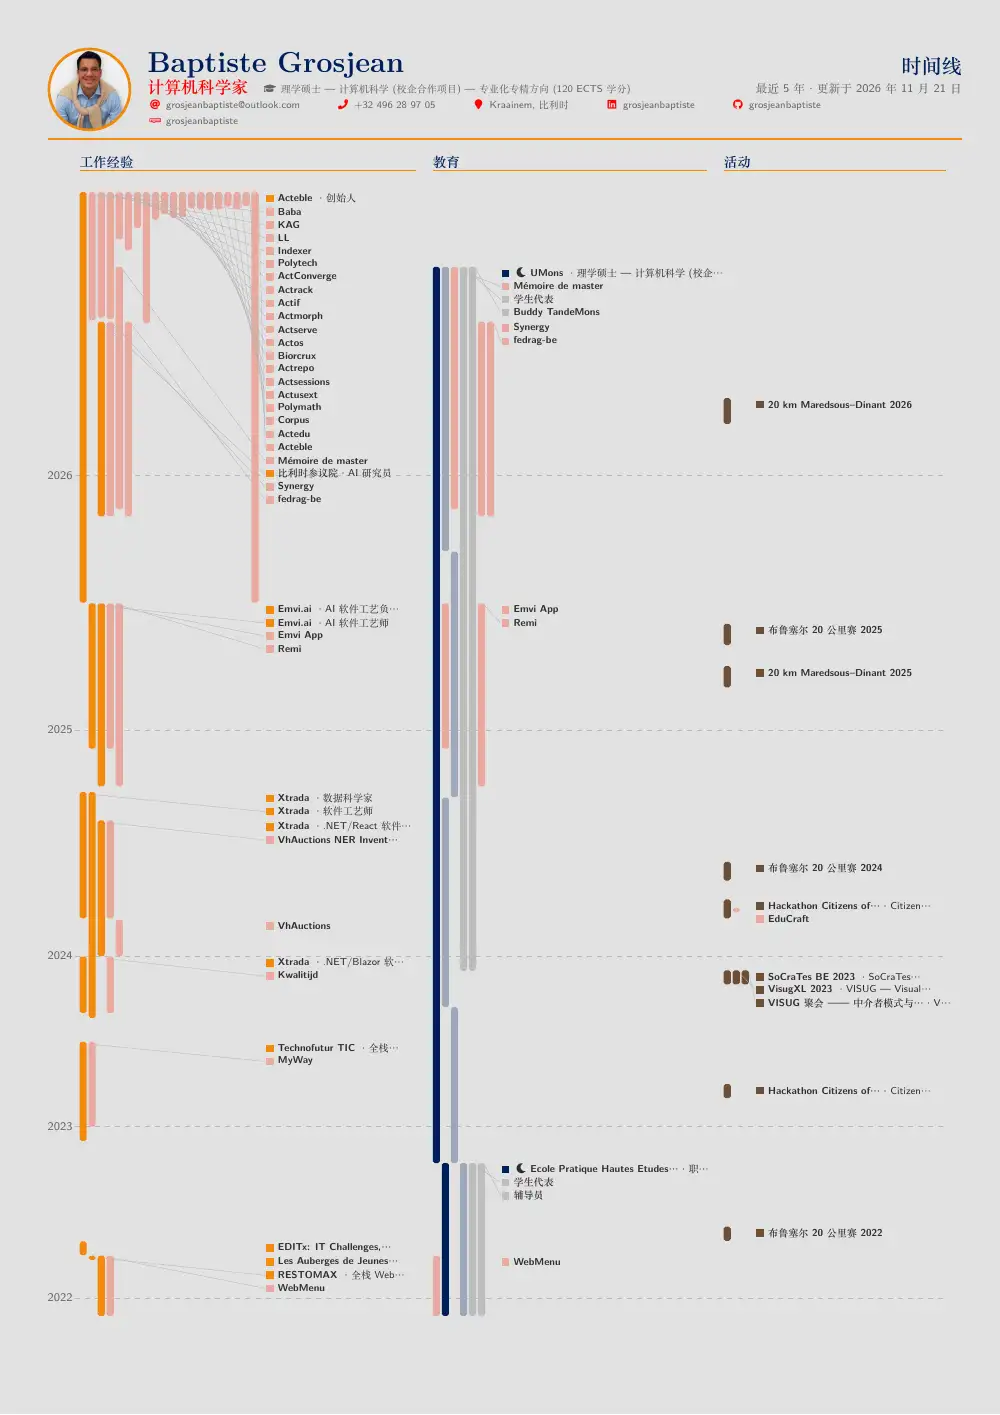 Baptiste Grosjean
时间线
计算机科学家 理学硕士 — 计算机科学 (校企合作项目) — 专业化专精方向 (120 ECTS 学分)
最近 5 年 · 更新于 2026 年 11 月 21 日
grosjeanbaptiste@outlook.com +32 496 28 97 05 Kraainem, 比利时 grosjeanbaptiste grosjeanbaptiste
grosjeanbaptiste
工作经验 教育 活动
Acteble · 创始人
Baba
KAG
LL
Indexer
Polytech
ActConverge
Actrack
Actif
Actmorph
Actserve
Actos
Biorcrux
Actrepo
Actsessions
Actusext
Polymath
Corpus
Actedu
Acteble
Mémoire de master
比利时参议院 · AI 研究员
Synergy
fedrag-be
UMons · 理学硕士 — 计算机科学 (校企···
Mémoire de master
学生代表
Buddy TandeMons
Synergy
fedrag-be
20 km Maredsous–Dinant 2026
2026
Emvi.ai · AI 软件工艺负···
Emvi.ai · AI 软件工艺师
Emvi App
Remi
Emvi App
Remi
布鲁塞尔 20 公里赛 2025
20 km Maredsous–Dinant 2025
2025
Xtrada · 数据科学家
Xtrada · 软件工艺师
Xtrada · .NET/React 软件···
VhAuctions NER Invent···
布鲁塞尔 20 公里赛 2024
Hackathon Citizens of··· · Citizen···
EduCraft
VhAuctions
2024
Xtrada · .NET/Blazor 软···
Kwalitijd
SoCraTes BE 2023 · SoCraTes···
VisugXL 2023 · VISUG — Visual···
VISUG 聚会 —— 中介者模式与··· · V···
Technofutur TIC · 全栈···
MyWay
Hackathon Citizens of··· · Citizen···
2023
Ecole Pratique Hautes Etudes··· · 职···
学生代表
辅导员
布鲁塞尔 20 公里赛 2022
EDITx: IT Challenges,···
Les Auberges de Jeunes···
RESTOMAX · 全栈 Web···
WebMenu
WebMenu
2022